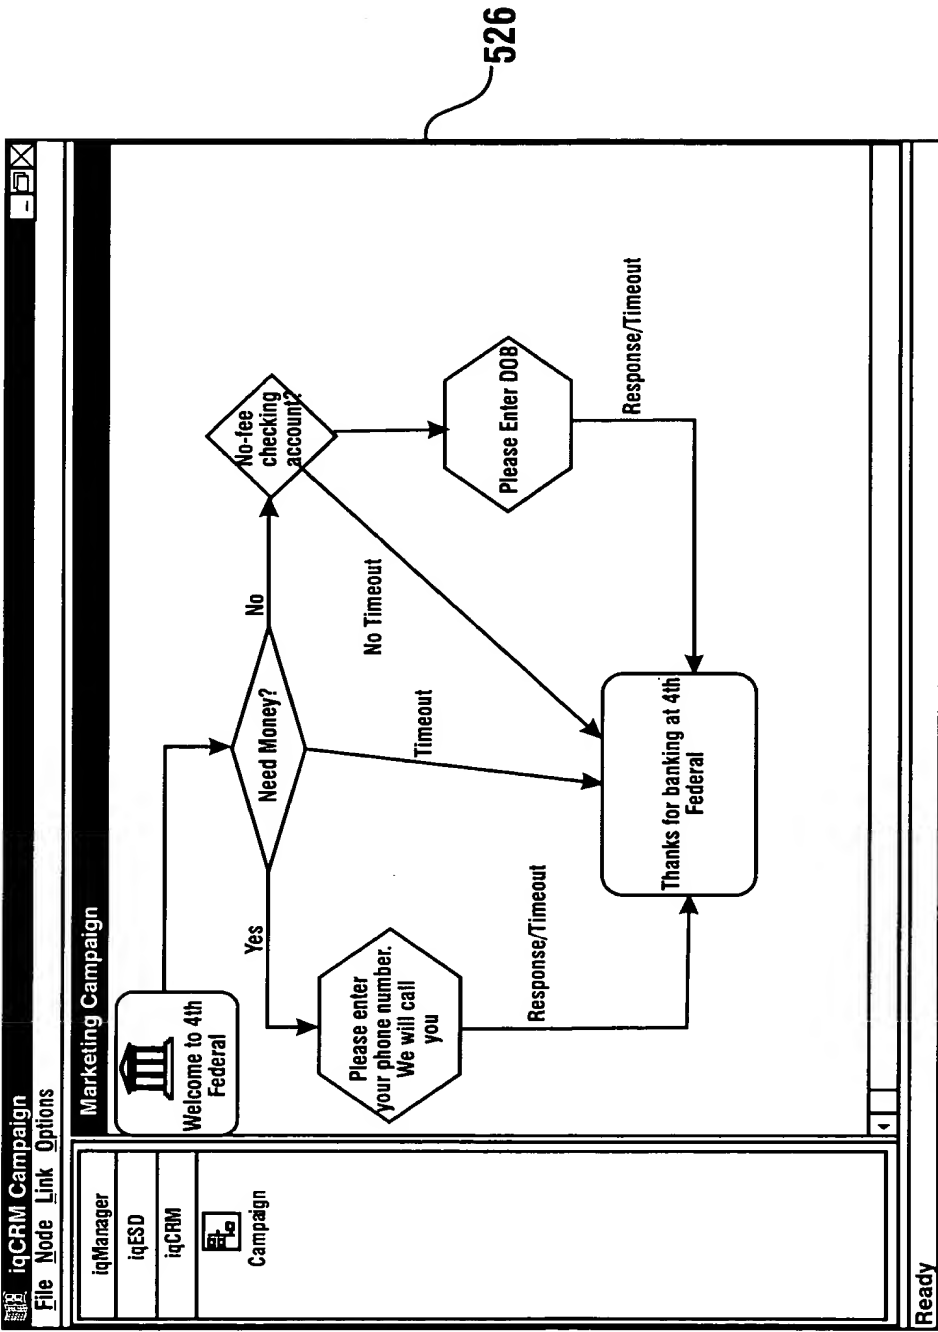 iqCRM Campaign
File Node Link Options
iqManager
iqESD
iqCRM
Campaign
Marketing Campaign
Welcome to 4th
Federal
Need Money?
Yes
No
No-fee
checking
account?
Please enter
your phone number.
We will call
you
Timeout
No Timeout
Please Enter DOB
Response/Timeout
Response/Timeout
Thanks for banking at 4th
Federal
Ready
526